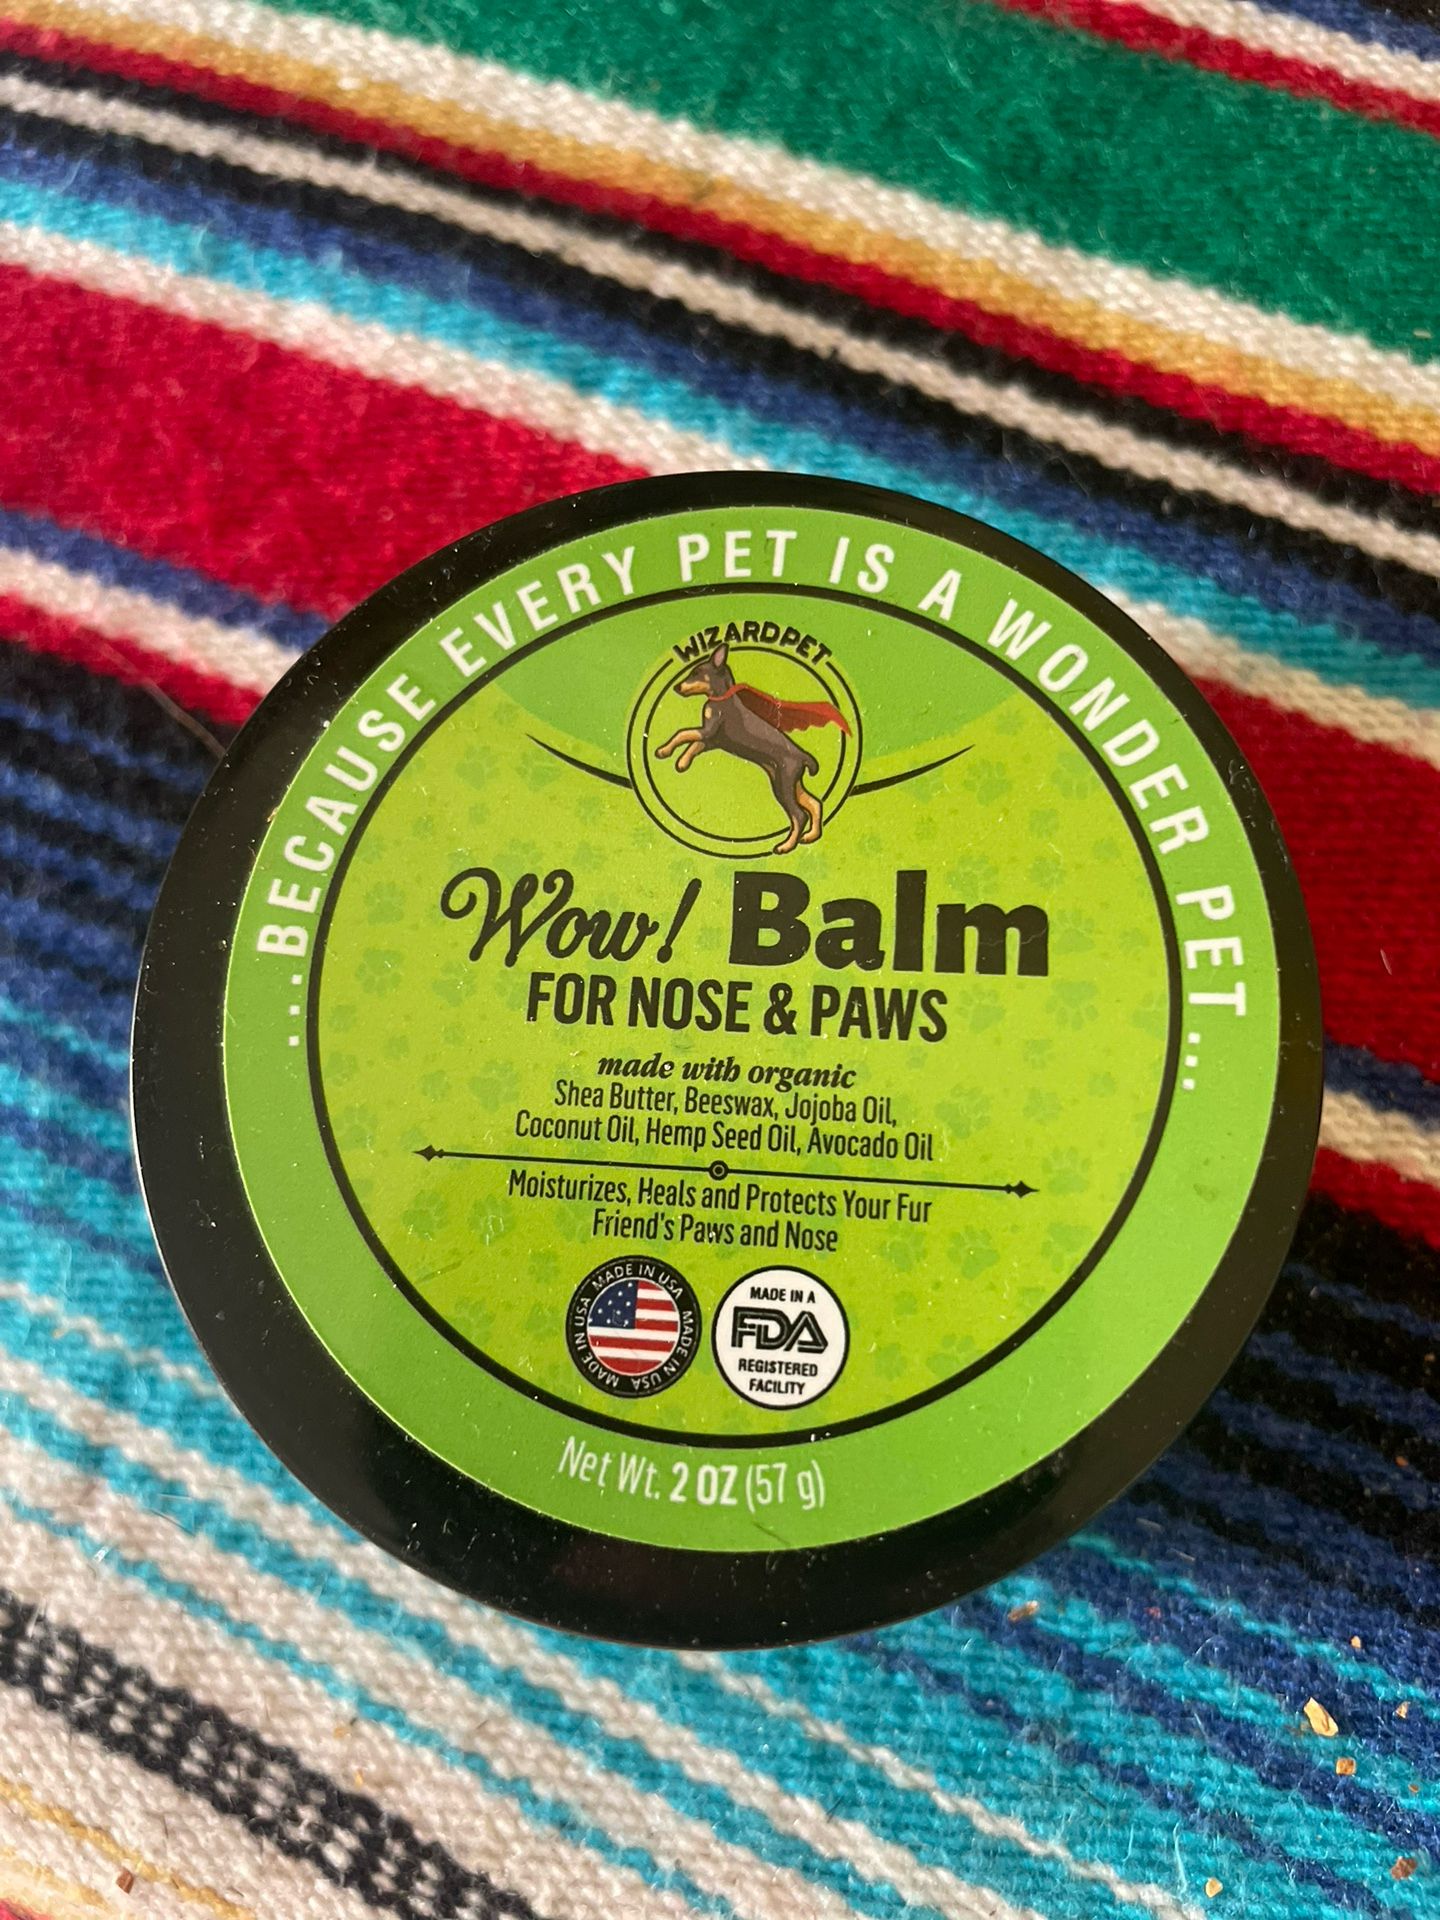 ...BECAUSE EVERY PET IS A WONDER PET...
WIZARDPET
Wow! Balm
FOR NOSE & PAWS
made with organic
Shea Butter, Beeswax, Jojoba Oil,
Coconut Oil, Hemp Seed Oil, Avocado Oil
Moisturizes, Heals and Protects Your Fur
Friend's Paws and Nose
MADE IN USA MADE IN USA MADE IN USA
MADE IN A
FDA
REGISTERED
FACILITY
Net Wt. 2 OZ (57 g)